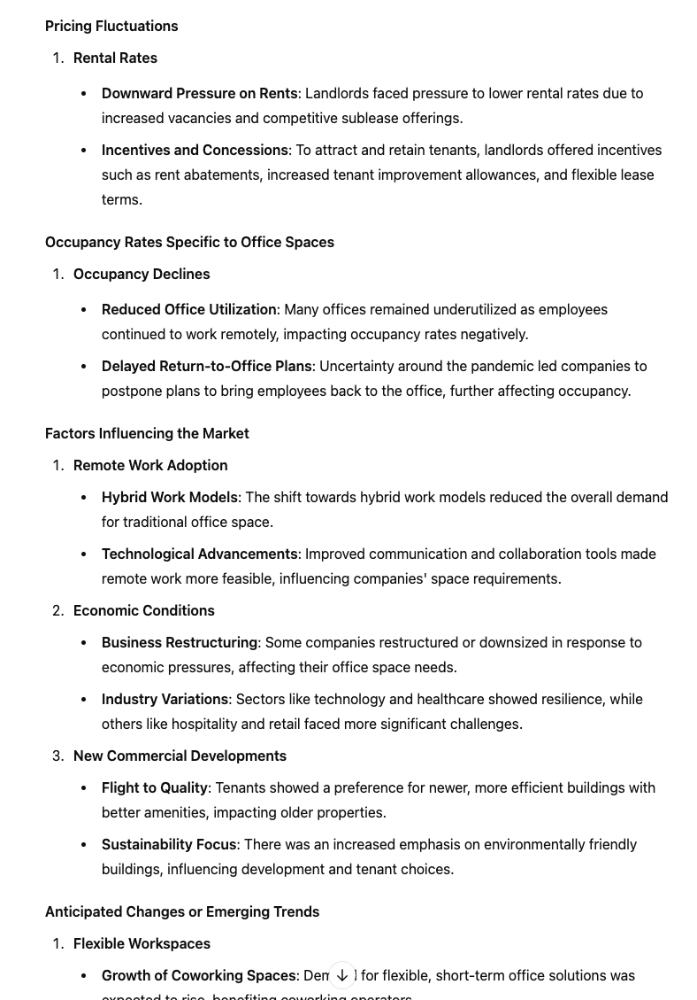 Pricing Fluctuations
1. Rental Rates
• Downward Pressure on Rents: Landlords faced pressure to lower rental rates due to
increased vacancies and competitive sublease offerings.
• Incentives and Concessions: To attract and retain tenants, landlords offered incentives
such as rent abatements, increased tenant improvement allowances, and flexible lease
terms.
Occupancy Rates Specific to Office Spaces
1. Occupancy Declines
• Reduced Office Utilization: Many offices remained underutilized as employees
continued to work remotely, impacting occupancy rates negatively.
• Delayed Return-to-Office Plans: Uncertainty around the pandemic led companies to
postpone plans to bring employees back to the office, further affecting occupancy.
Factors Influencing the Market
1. Remote Work Adoption
• Hybrid Work Models: The shift towards hybrid work models reduced the overall demand
for traditional office space.
• Technological Advancements: Improved communication and collaboration tools made
remote work more feasible, influencing companies' space requirements.
2. Economic Conditions
• Business Restructuring: Some companies restructured or downsized in response to
economic pressures, affecting their office space needs.
• Industry Variations: Sectors like technology and healthcare showed resilience, while
others like hospitality and retail faced more significant challenges.
3. New Commercial Developments
• Flight to Quality: Tenants showed a preference for newer, more efficient buildings with
better amenities, impacting older properties.
• Sustainability Focus: There was an increased emphasis on environmentally friendly
buildings, influencing development and tenant choices.
Anticipated Changes or Emerging Trends
1. Flexible Workspaces
• Growth of Coworking Spaces: for flexible, short-term office solutions was
expected to rise, benefiting coworking operators.